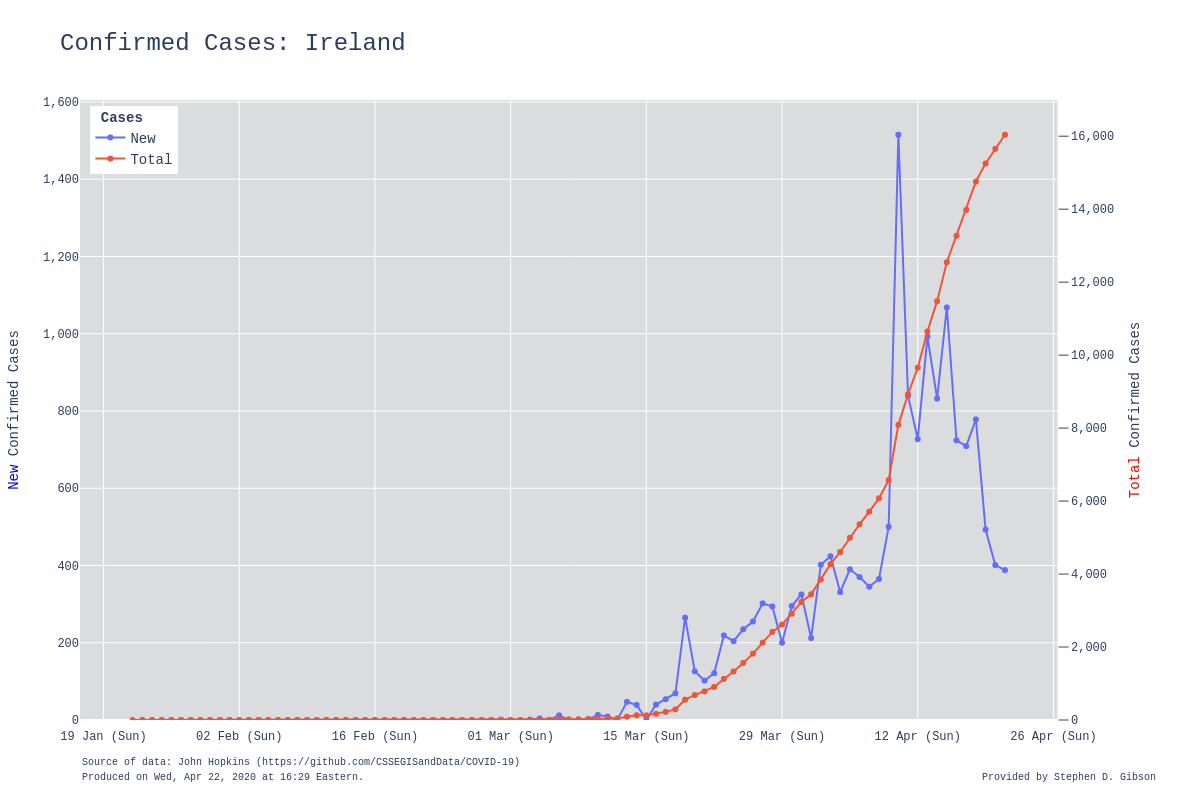 Confirmed Cases: Ireland
Cases
New
Total
1,600
1,400
1,200
1,000
800
600
400
200
0
New Confirmed Cases
16,000
14,000
12,000
10,000
8,000
6,000
4,000
2,000
0
Total Confirmed Cases
19 Jan (Sun) 02 Feb (Sun) 16 Feb (Sun) 01 Mar (Sun) 15 Mar (Sun) 29 Mar (Sun) 12 Apr (Sun) 26 Apr (Sun)
Source of data: John Hopkins (https://github.com/CSSEGISandData/COVID-19)
Produced on Wed, Apr 22, 2020 at 16:29 Eastern.
Provided by Stephen D. Gibson